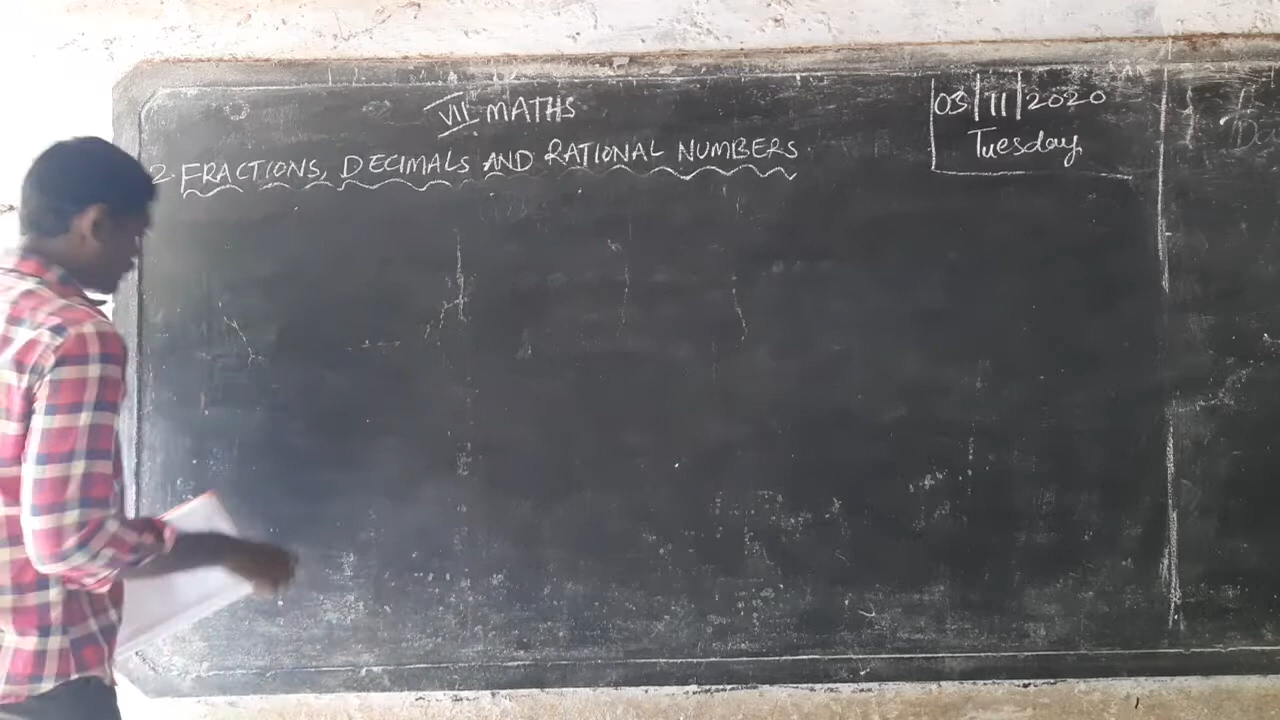 VII MATHS
03/11/2020
Tuesday
2. FRACTIONS, DECIMALS AND RATIONAL NUMBERS